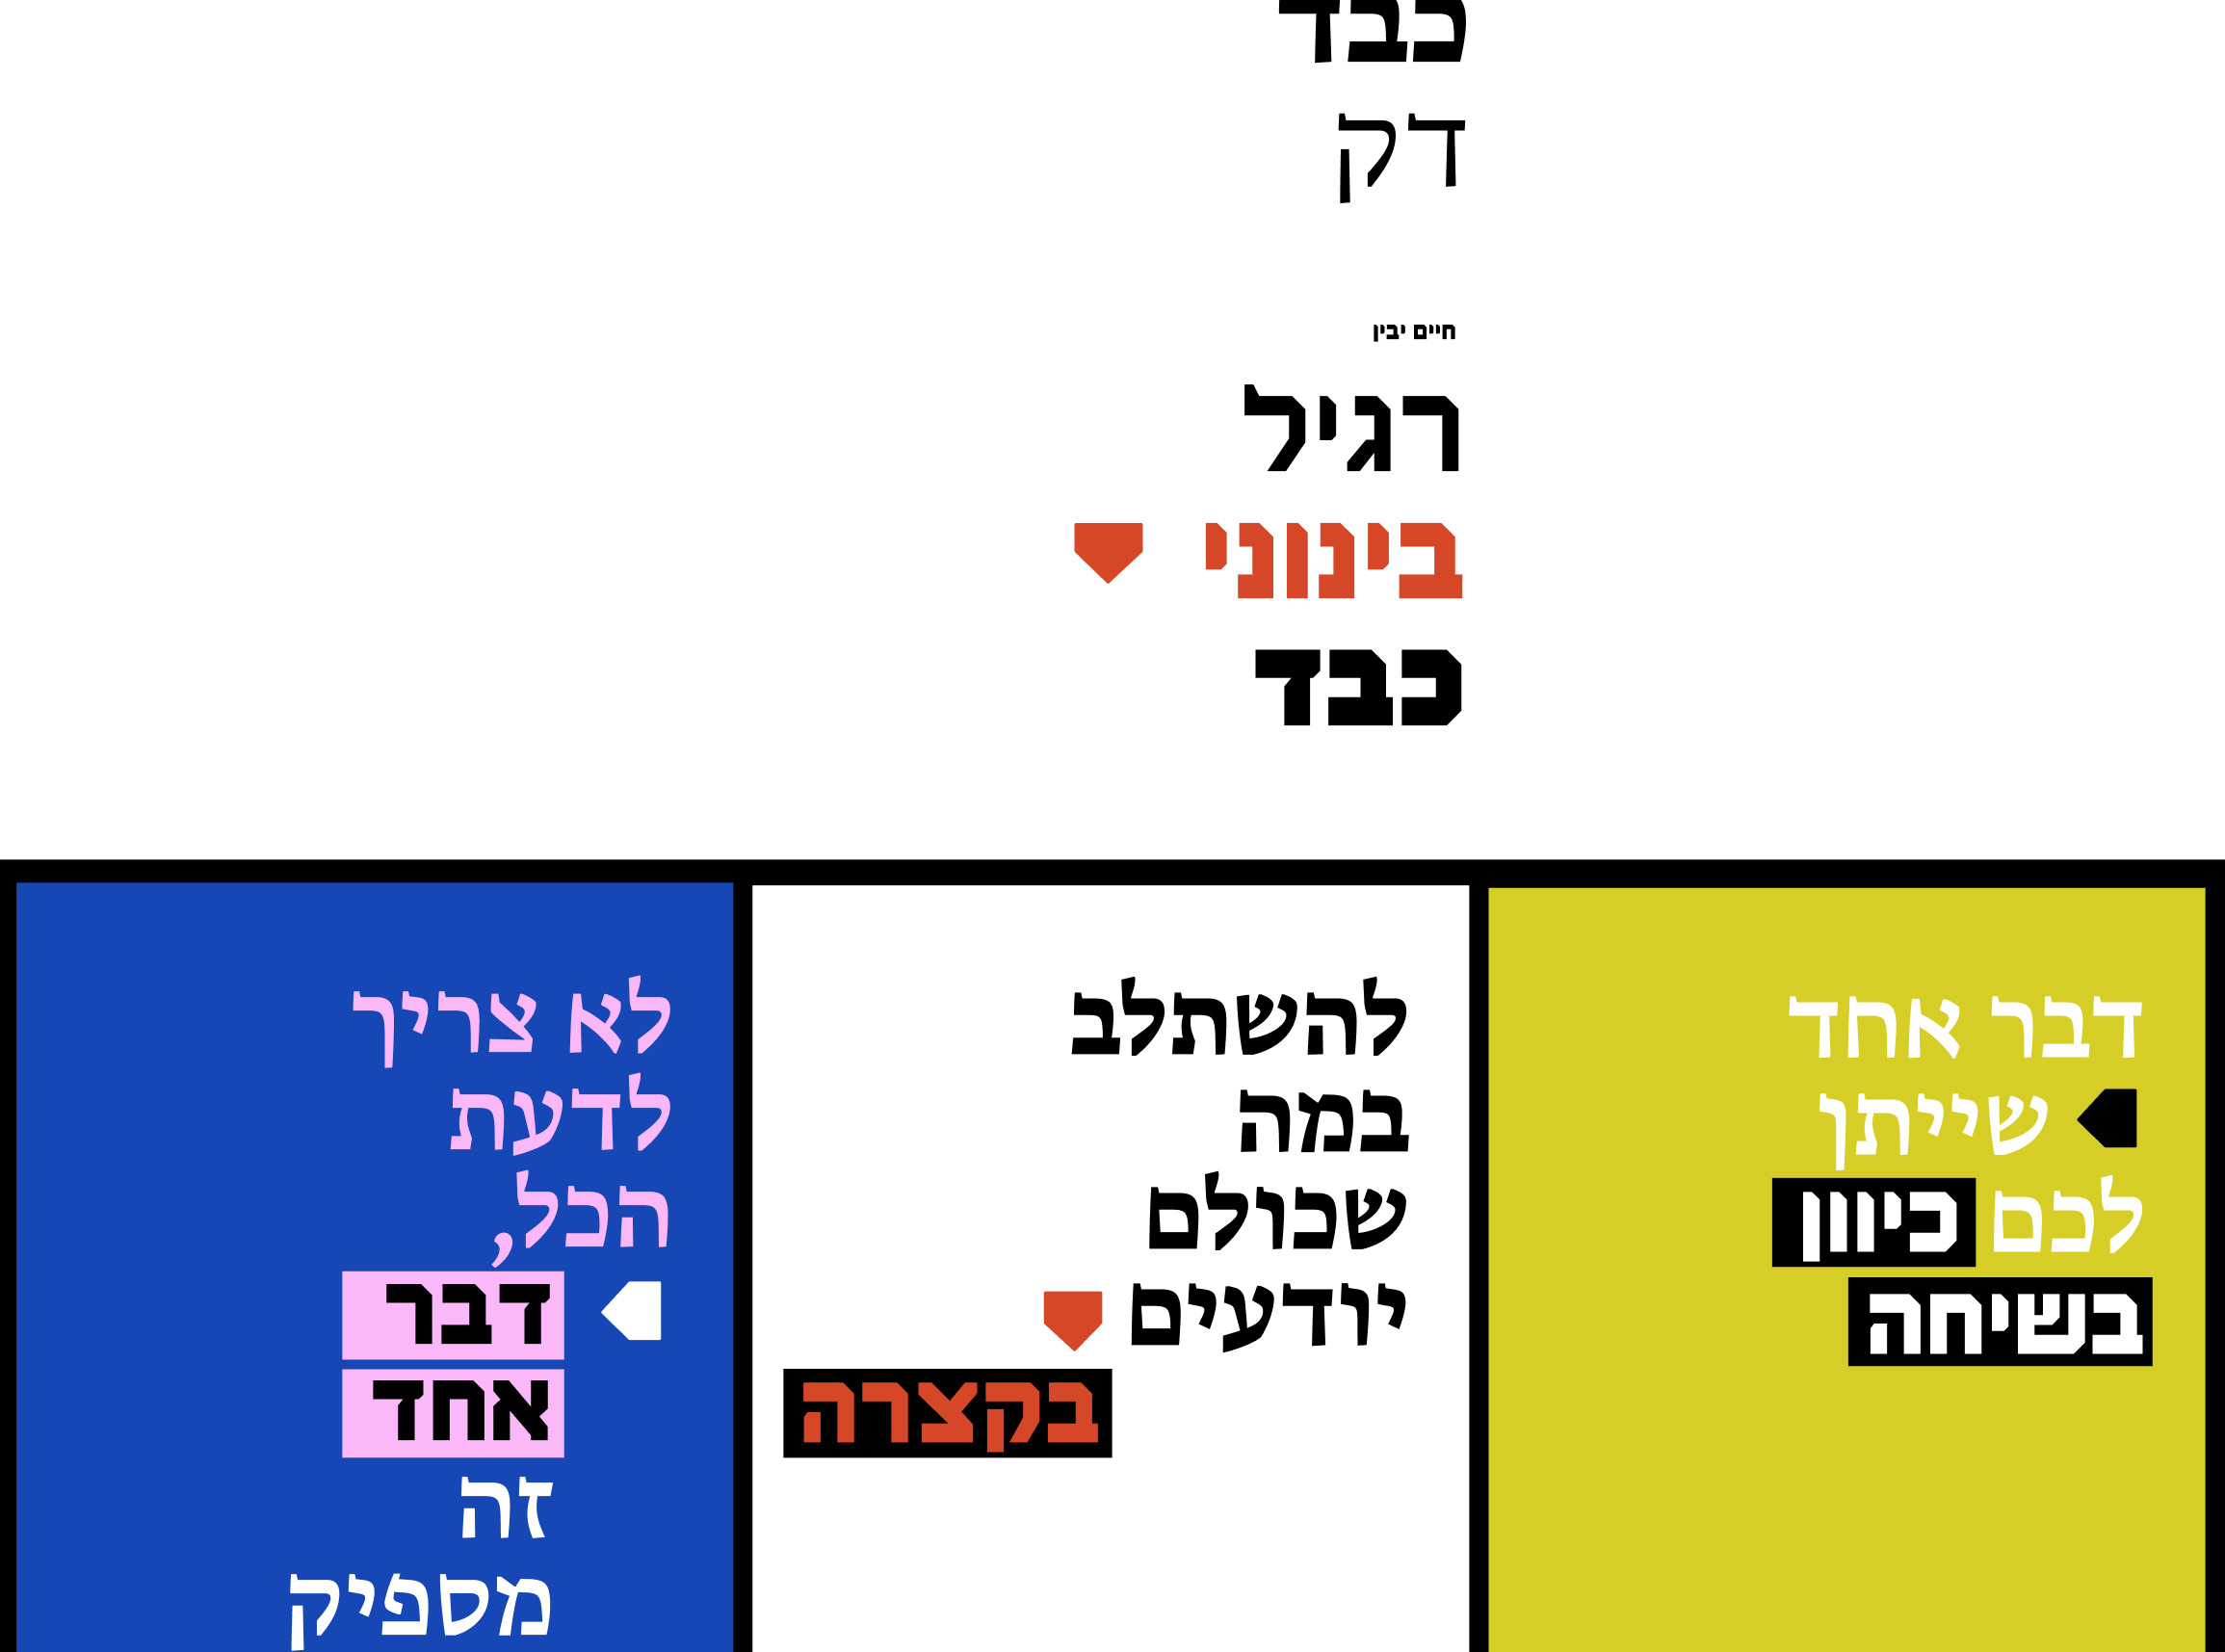 כבד
דק
חיים יבין
רגיל
בינוני
כבד
דבר אחד
שייתן
לכם כיוון
בשיחה
להשתלב
במה
שכולם
יודעים
בקצרה
לא צריך
לדעת
הכל,
דבר
אחד
זה
מספיק